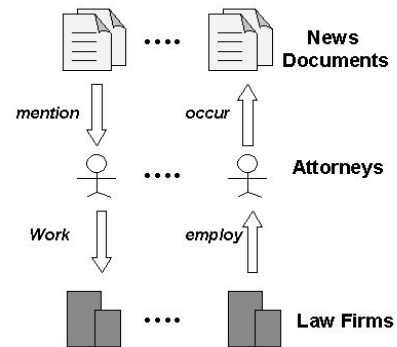 News
Documents
mention
occur
Attorneys
Work
employ
Law Firms